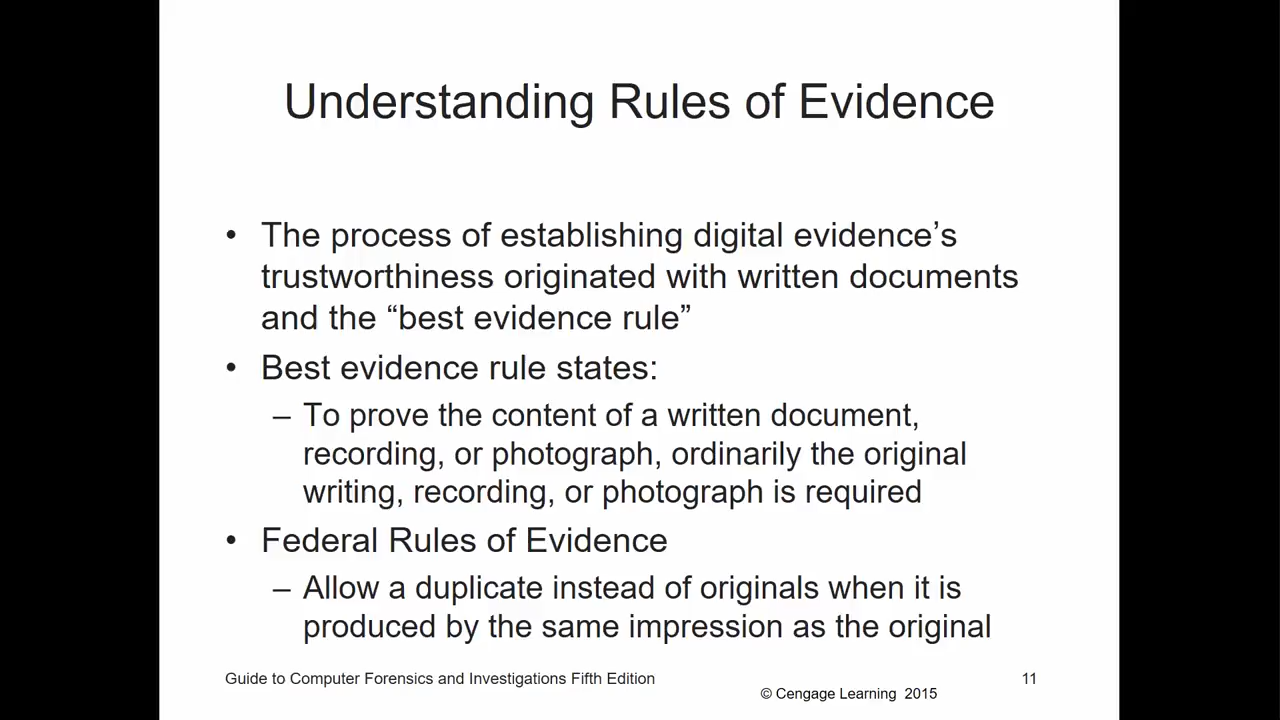 Understanding Rules of Evidence
• The process of establishing digital evidence’s
trustworthiness originated with written documents
and the “best evidence rule”
• Best evidence rule states:
– To prove the content of a written document,
recording, or photograph, ordinarily the original
writing, recording, or photograph is required
• Federal Rules of Evidence
– Allow a duplicate instead of originals when it is
produced by the same impression as the original
Guide to Computer Forensics and Investigations Fifth Edition
11
© Cengage Learning 2015